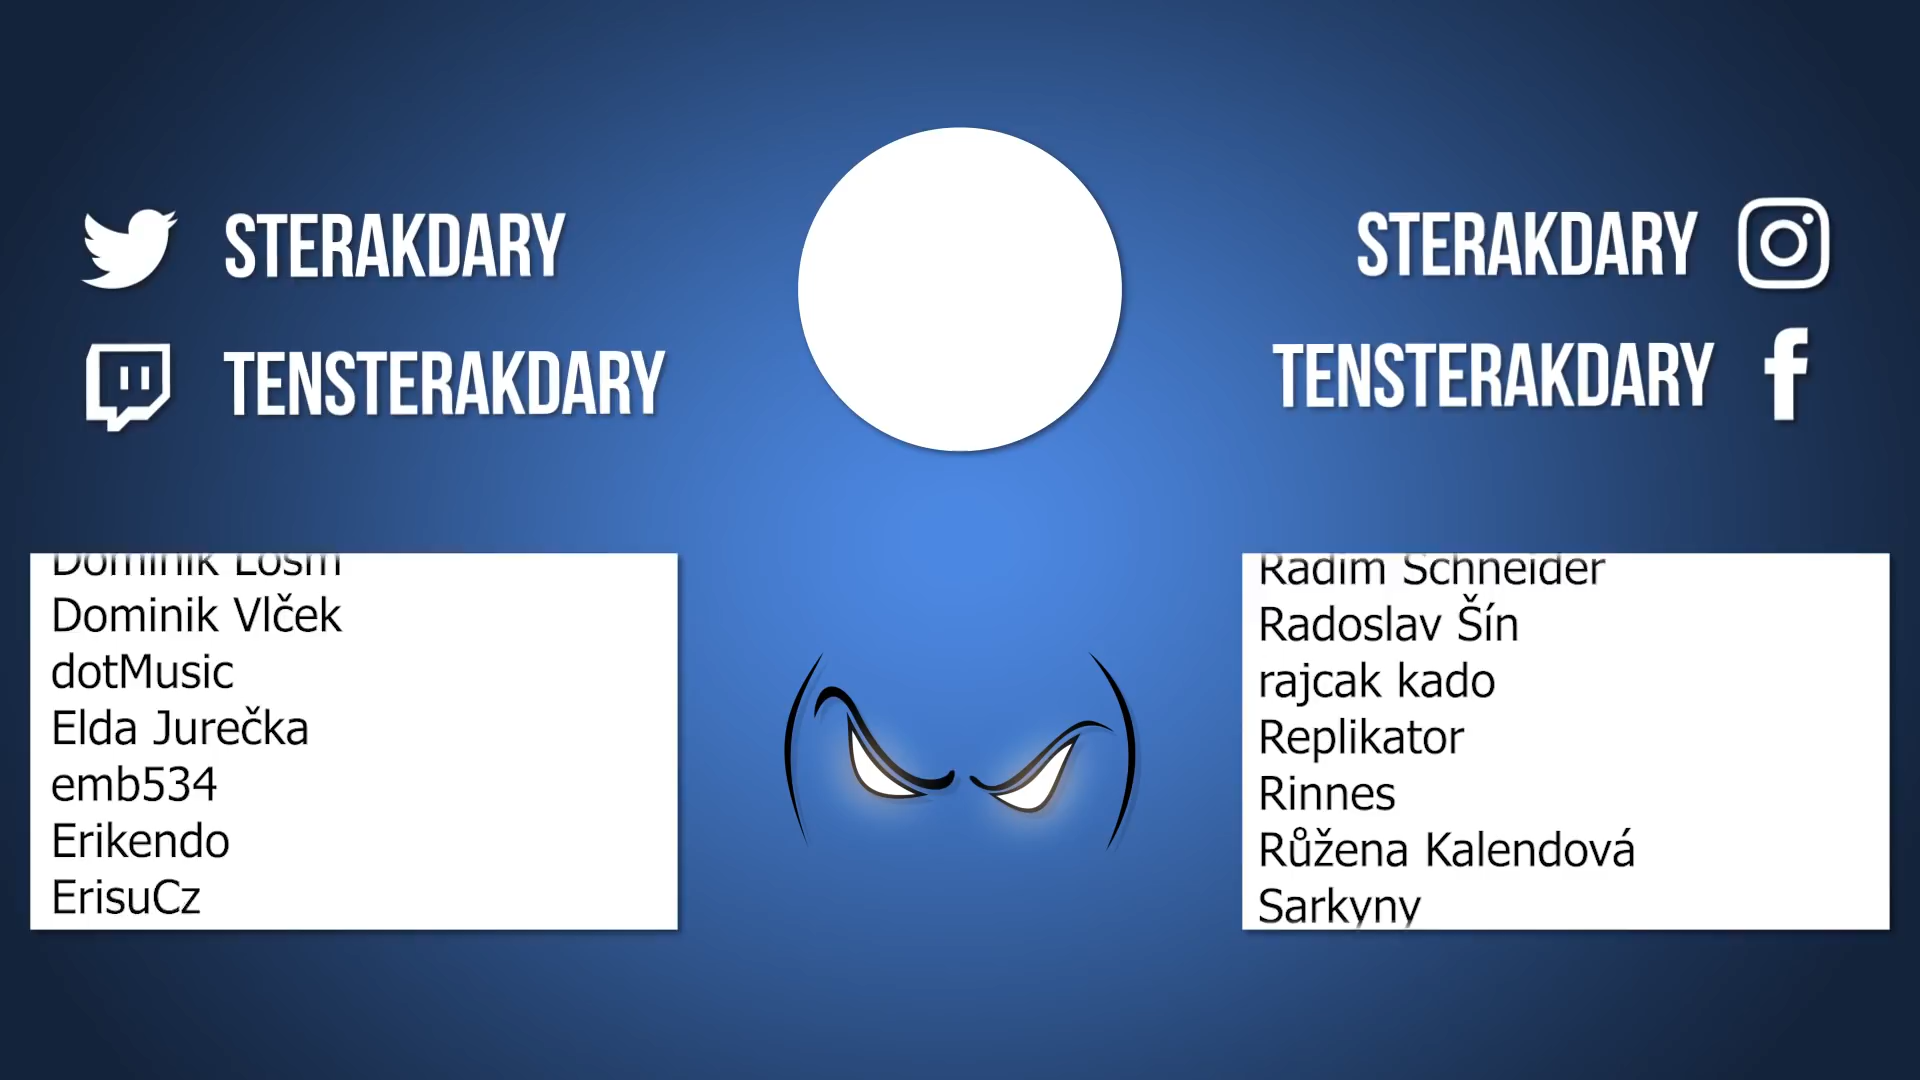 STERAKDARY
TENSTERAKDARY
STERAKDARY
TENSTERAKDARY
Dominik
Dominik Vlček
dotMusic
Elda Jurečka
emb534
Erikendo
ErisuCz
Radim Schneider
Radoslav Šín
rajcak kado
Replikator
Rinnes
Růžena Kalendová
Sarkyny